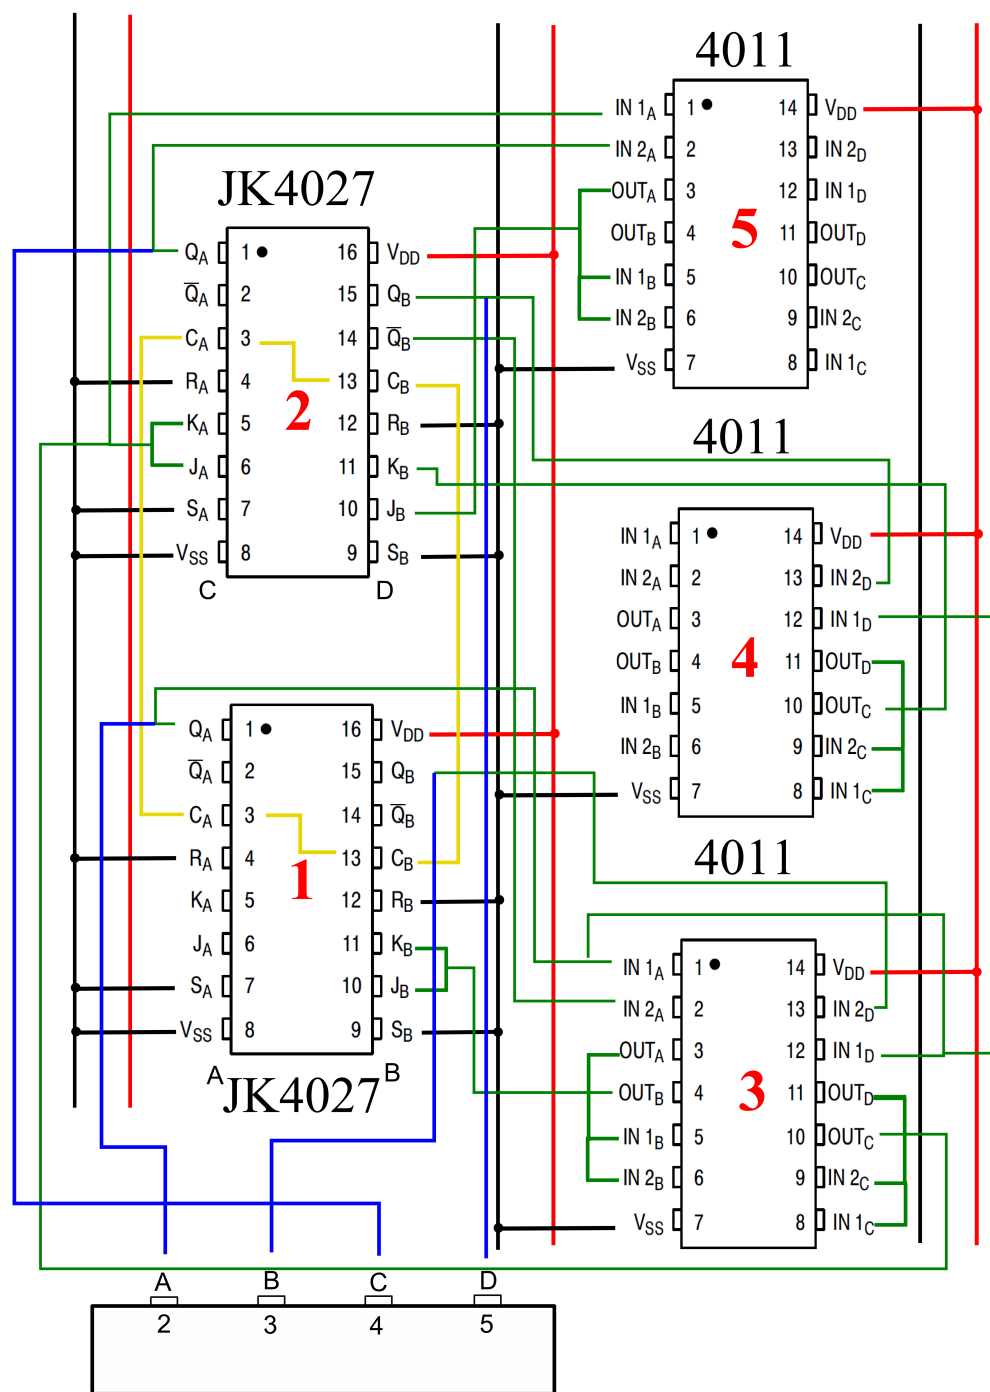 4011
IN 1A 1 14 VDD
IN 2A 2 13 IN 2D
OUTA 3 12 IN 1D
OUTB 4 11 OUTD
IN 1B 5 10 OUTC
IN 2B 6 9 IN 2C
VSS 7 8 IN 1C
5
JK4027
QA 1 16 VDD
Q̅A 2 15 QB
CA 3 14 Q̅B
RA 4 13 CB
KA 5 12 RB
JA 6 11 KB
SA 7 10 JB
VSS 8 9 SB
2
C D
4011
IN 1A 1 14 VDD
IN 2A 2 13 IN 2D
OUTA 3 12 IN 1D
OUTB 4 11 OUTD
IN 1B 5 10 OUTC
IN 2B 6 9 IN 2C
VSS 7 8 IN 1C
4
QA 1 16 VDD
Q̅A 2 15 QB
CA 3 14 Q̅B
RA 4 13 CB
KA 5 12 RB
JA 6 11 KB
SA 7 10 JB
VSS 8 9 SB
1
A B
JK4027
4011
IN 1A 1 14 VDD
IN 2A 2 13 IN 2D
OUTA 3 12 IN 1D
OUTB 4 11 OUTD
IN 1B 5 10 OUTC
IN 2B 6 9 IN 2C
VSS 7 8 IN 1C
3
A B C D
2 3 4 5